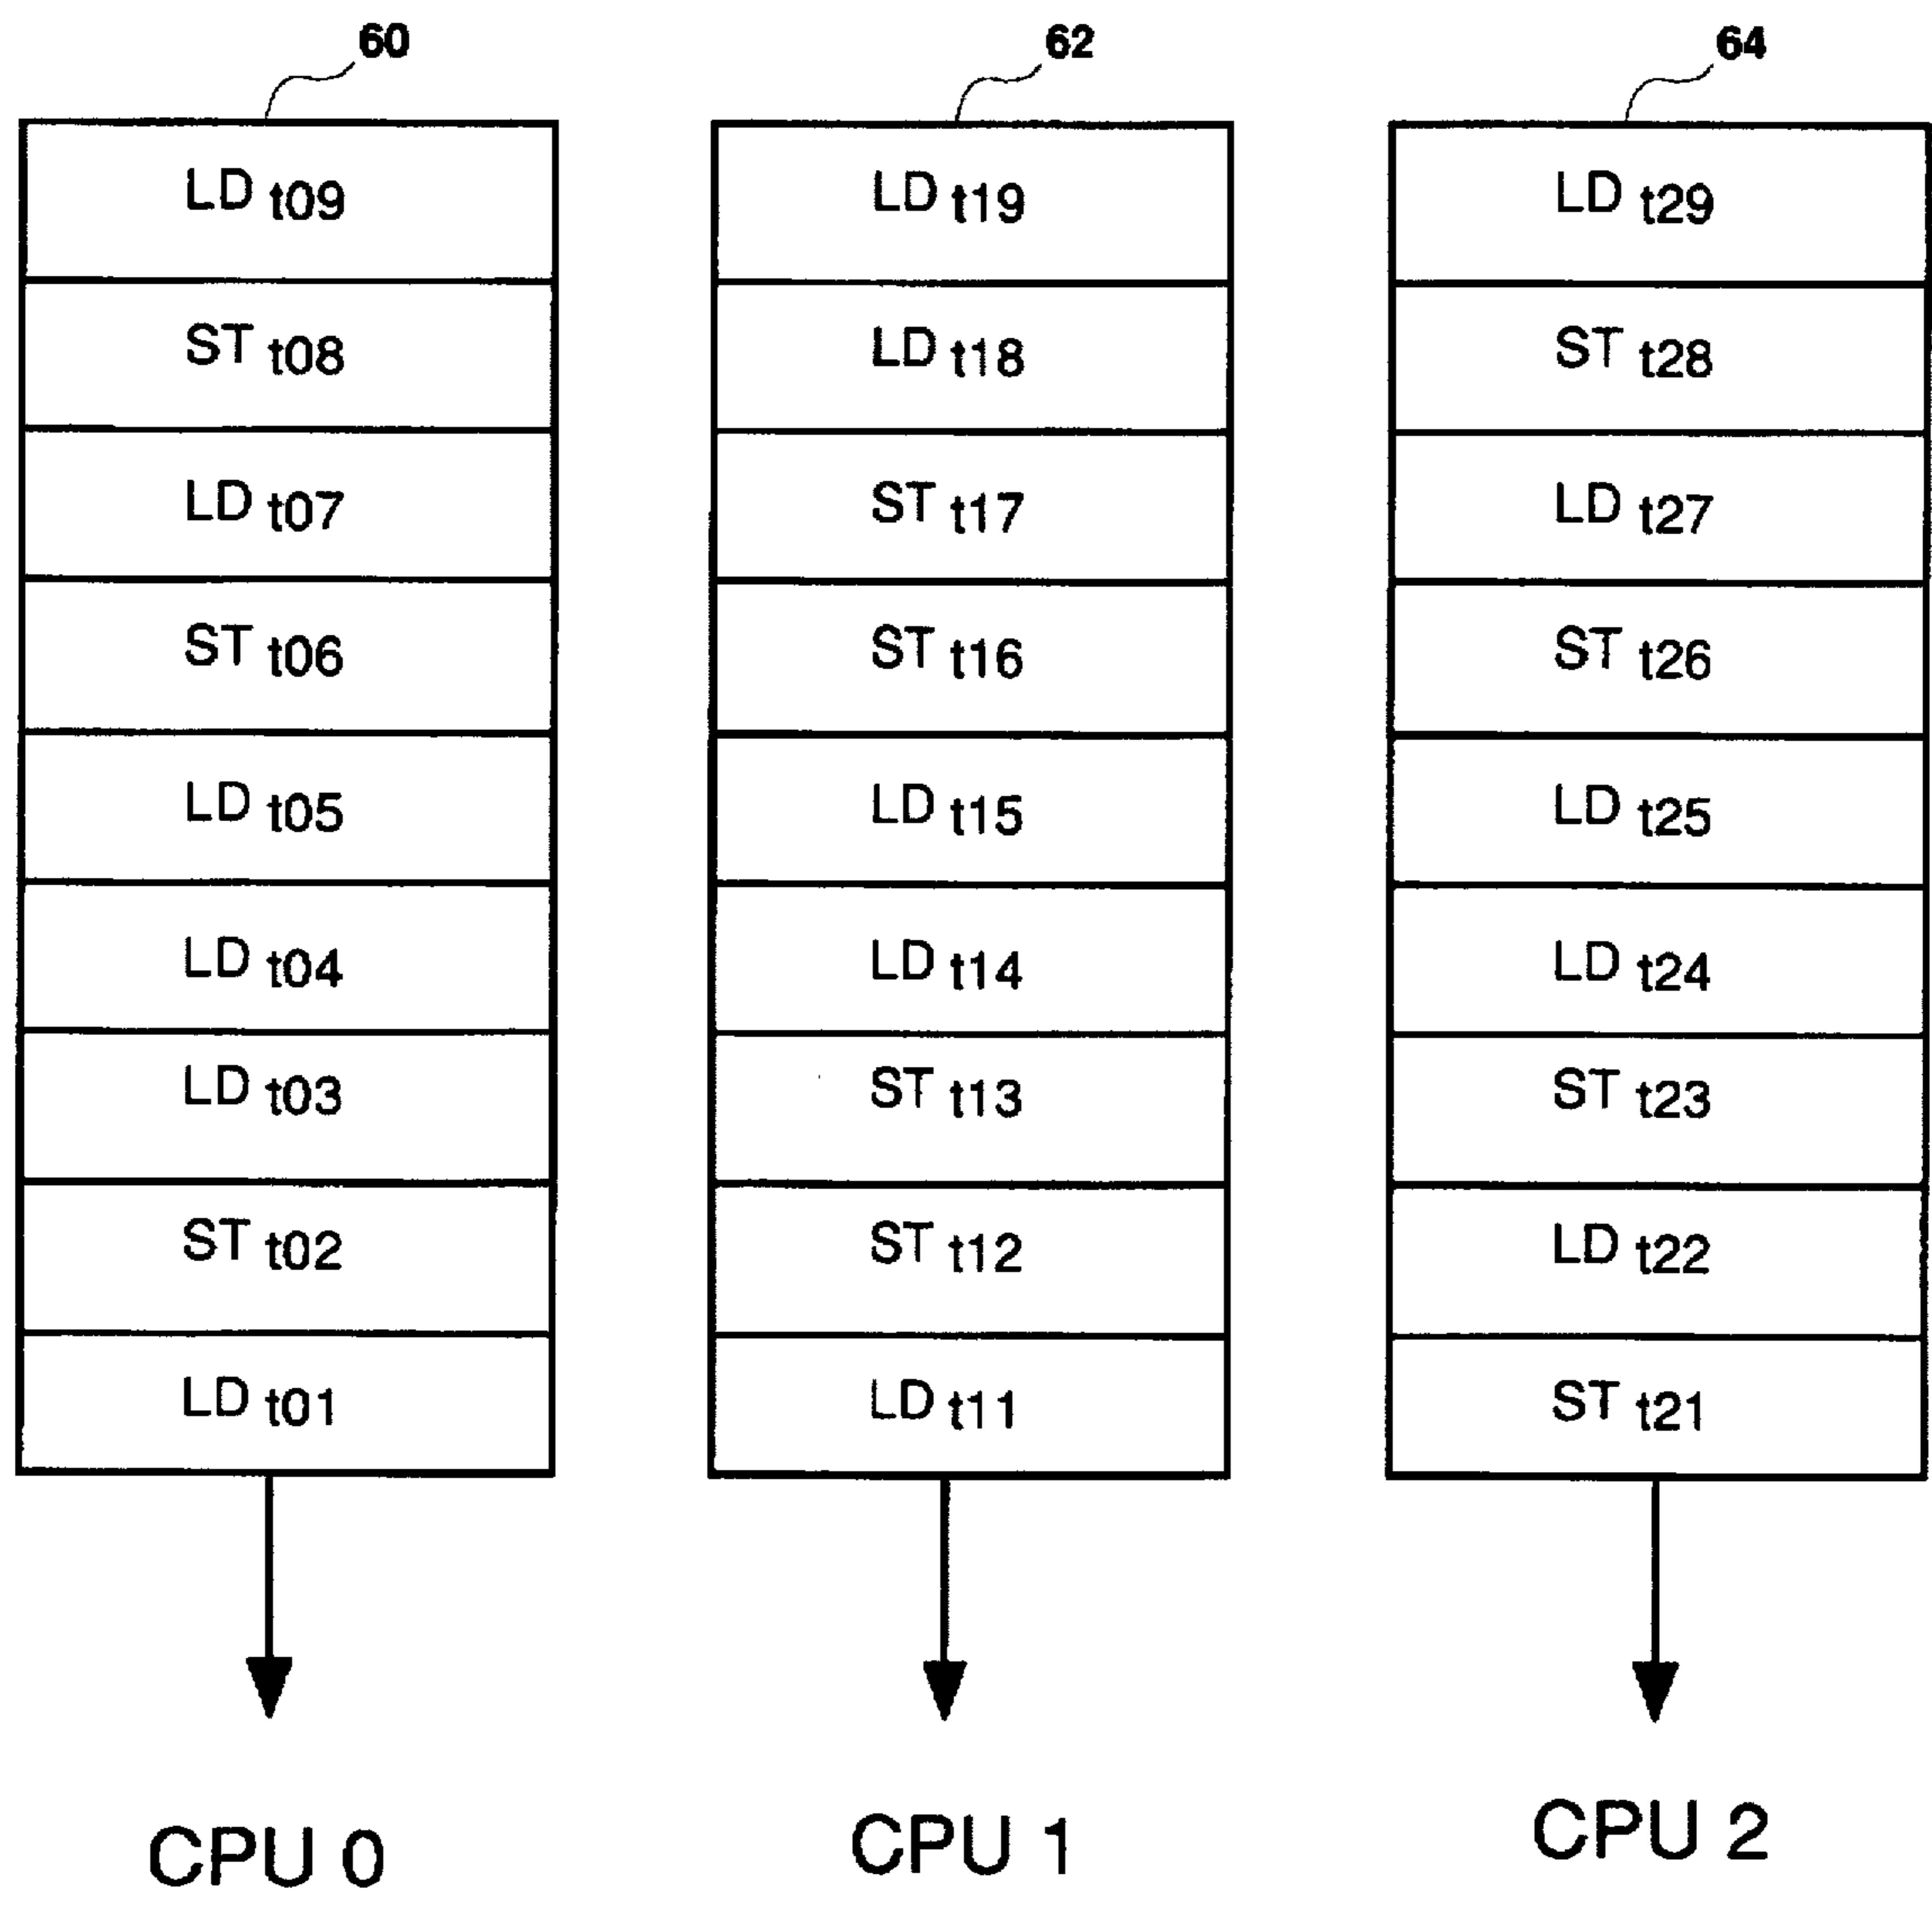 60 62 64
LD t09 LD t19 LD t29
ST t08 LD t18 ST t28
LD t07 ST t17 LD t27
ST t06 ST t16 ST t26
LD t05 LD t15 LD t25
LD t04 LD t14 LD t24
LD t03 ST t13 ST t23
ST t02 ST t12 LD t22
LD t01 LD t11 ST t21
CPU 0 CPU 1 CPU 2